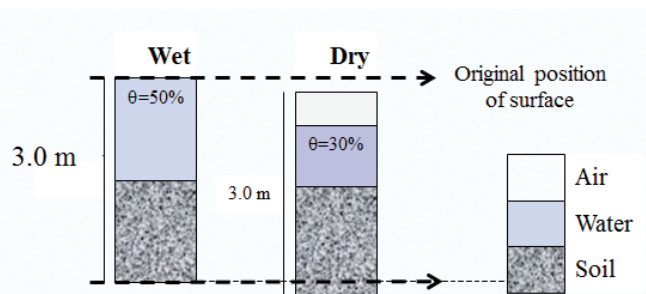 Wet
Dry
Original position
of surface
θ=50%
θ=30%
3.0 m
3.0 m
Air
Water
Soil